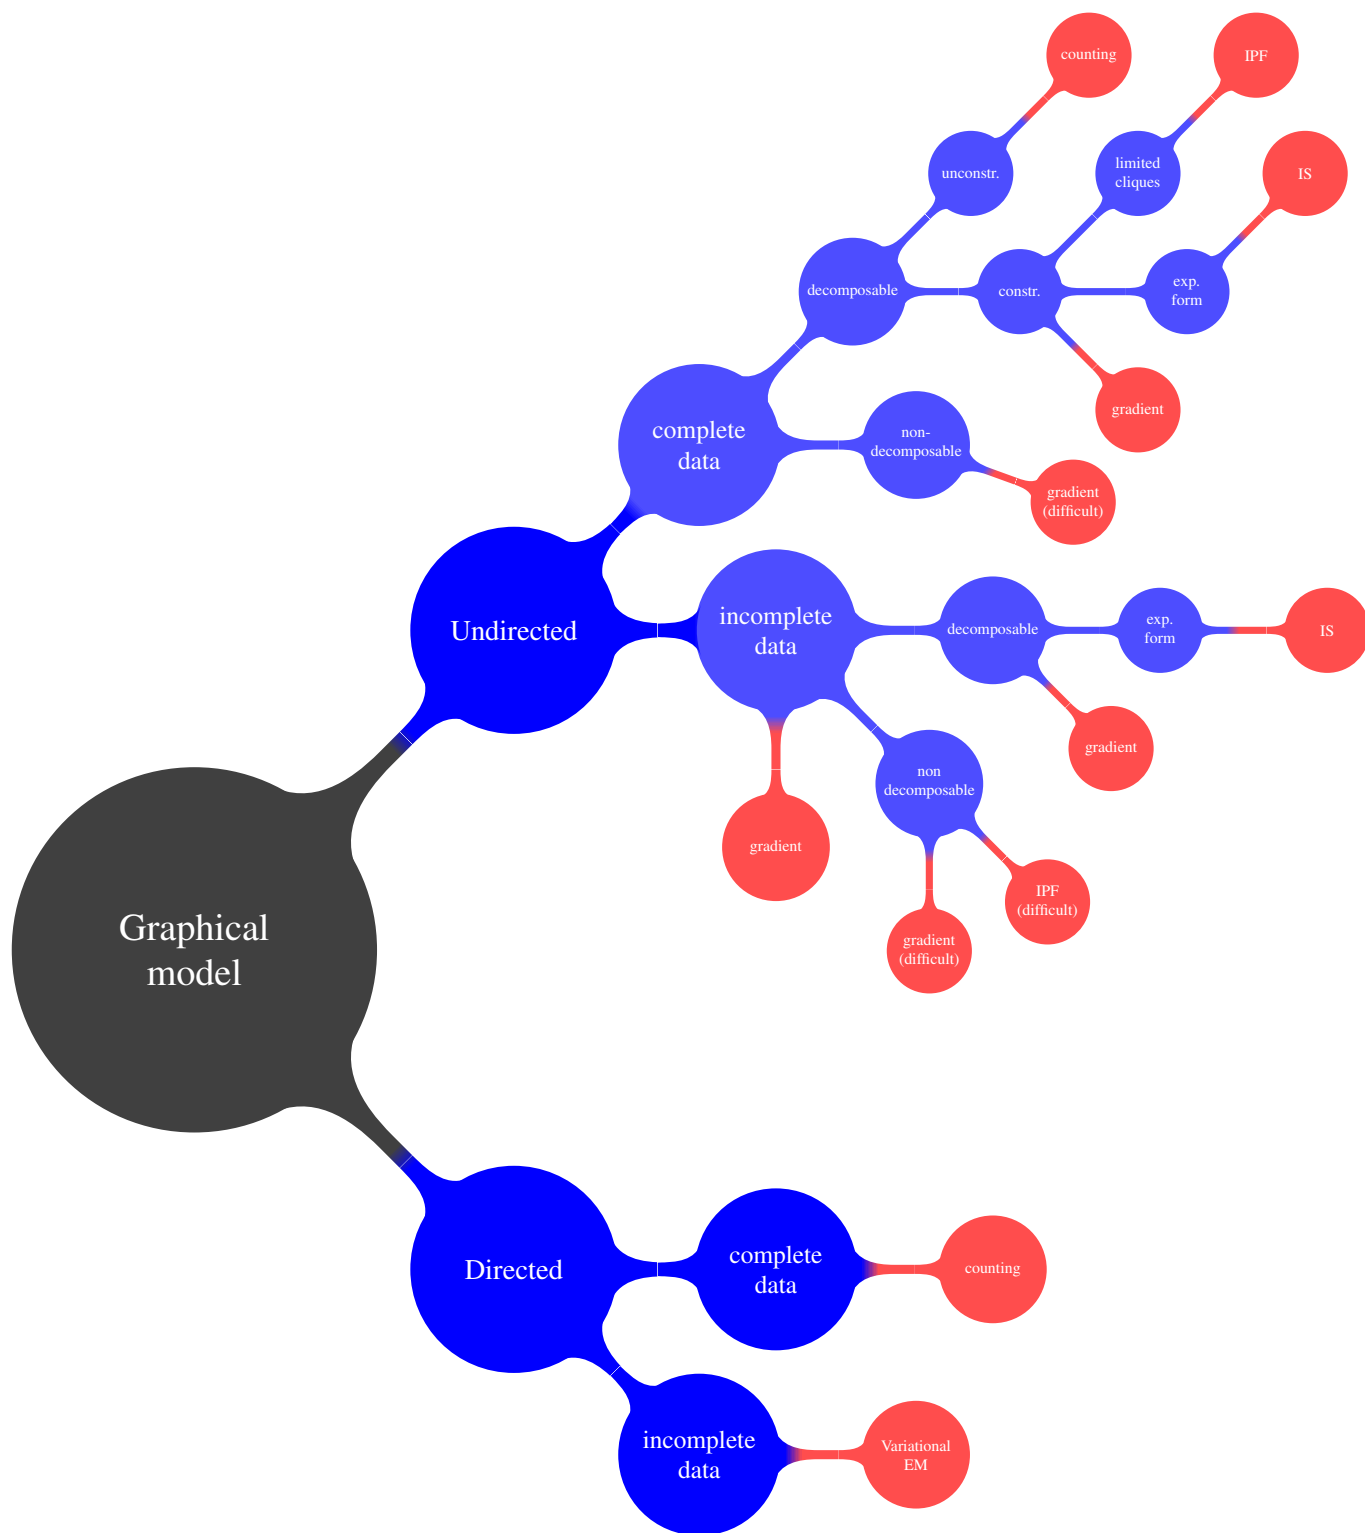 counting
IPF
unconstr.
limited
cliques
IS
decomposable
constr.
exp.
form
gradient
complete
data
non-
decomposable
gradient
(difficult)
Undirected
incomplete
data
decomposable
exp.
form
IS
gradient
non
decomposable
gradient
IPF
(difficult)
gradient
(difficult)
Graphical
model
Directed
complete
data
counting
incomplete
data
Variational
EM